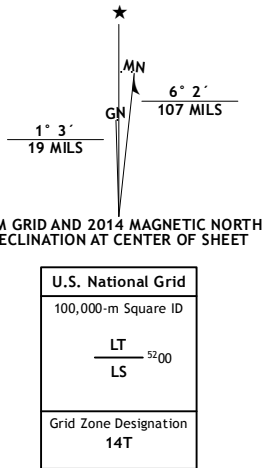 MN
GN
6° 2´
107 MILS
1° 3´
19 MILS
M GRID AND 2014 MAGNETIC NORTH
ECLINATION AT CENTER OF SHEET
U.S. National Grid
100,000-m Square ID
LT
5200
LS
Grid Zone Designation
14T